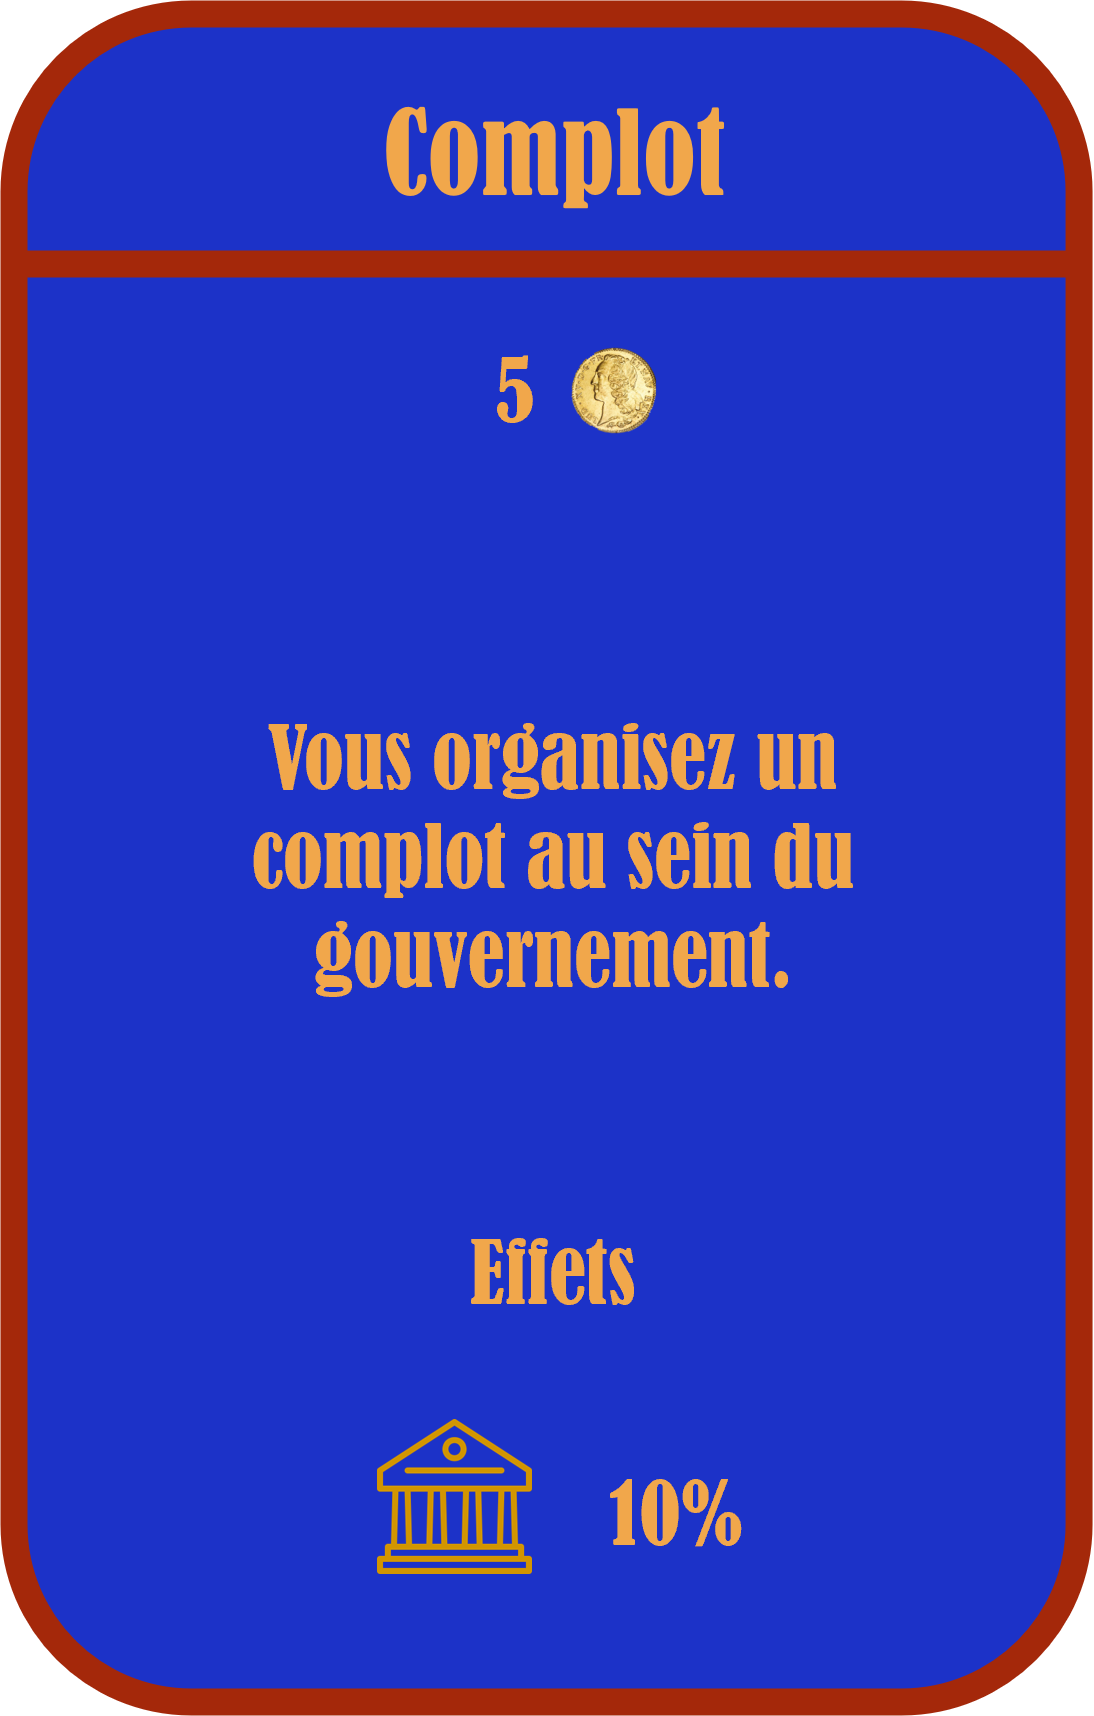 Complot
5
Vous organisez un
complot au sein du
gouvernement.
Effets
10%